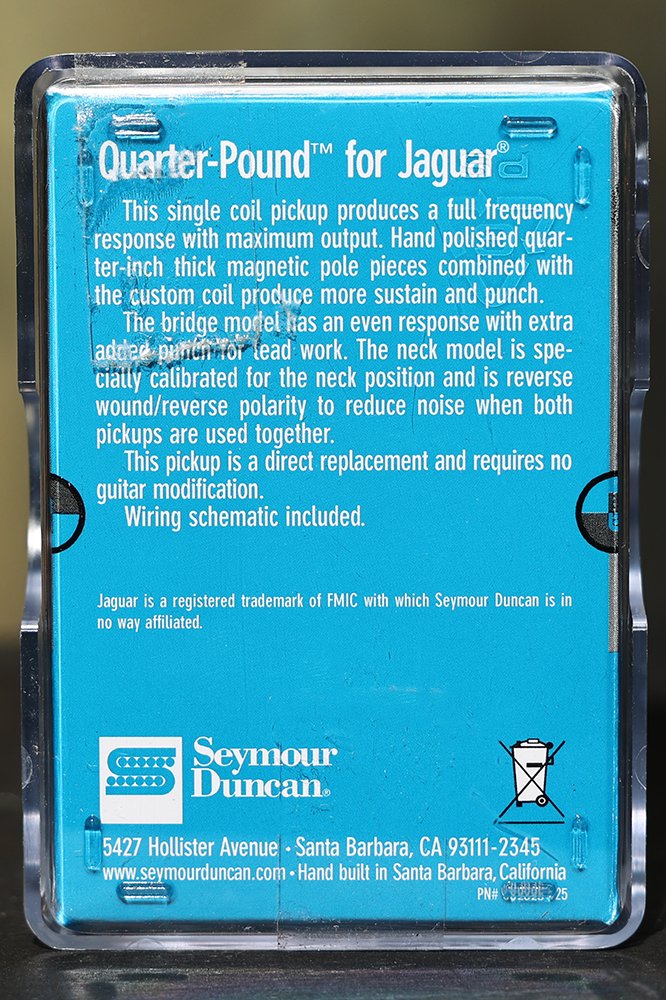 Quarter-Pound™ for Jaguar®
This single coil pickup produces a full frequency
response with maximum output. Hand polished quar-
ter-inch thick magnetic pole pieces combined with
the custom coil produce more sustain and punch.
The bridge model has an even response with extra
added lead work. The neck model is spe-
cially calibrated for the neck position and is reverse
wound/reverse polarity to reduce noise when both
pickups are used together.
This pickup is a direct replacement and requires no
guitar modification.
Wiring schematic included.
Jaguar is a registered trademark of FMIC with which Seymour Duncan is in
no way affiliated.
Seymour
Duncan®
5427 Hollister Avenue • Santa Barbara, CA 93111-2345
www.seymourduncan.com • Hand built in Santa Barbara, California
PN# 25